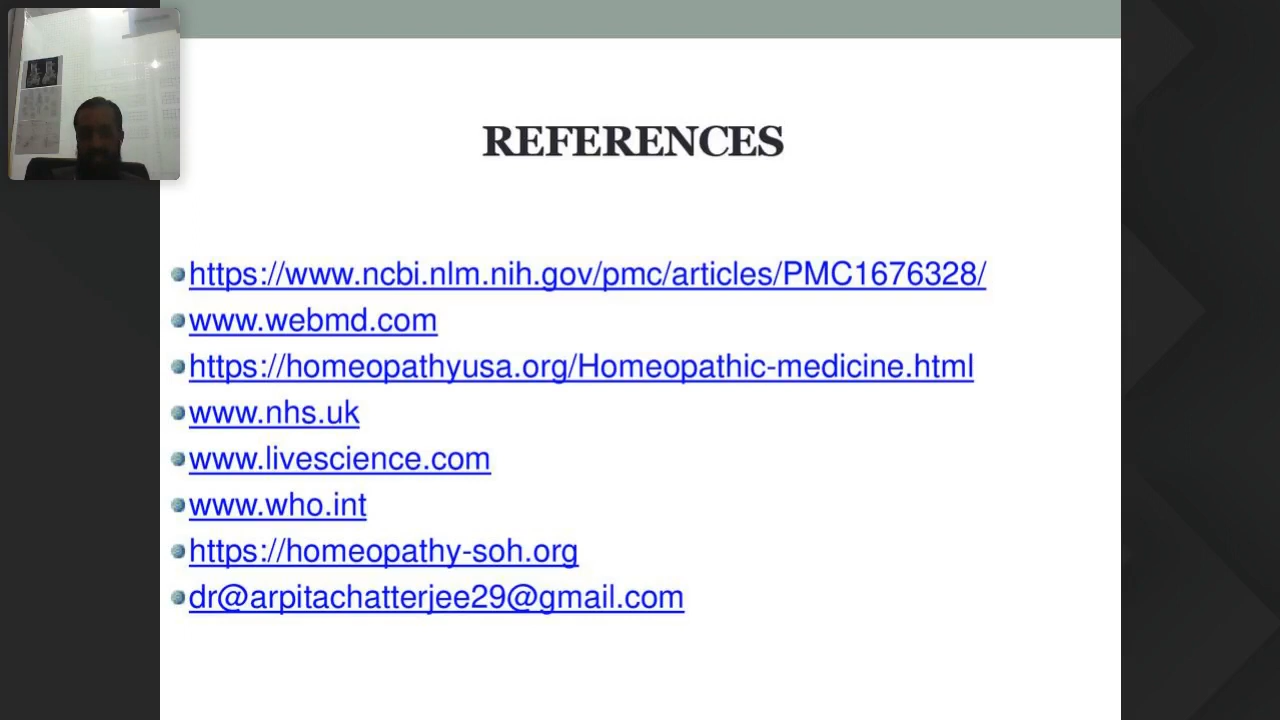 REFERENCES
https://www.ncbi.nlm.nih.gov/pmc/articles/PMC1676328/
www.webmd.com
https://homeopathyusa.org/Homeopathic-medicine.html
www.nhs.uk
www.livescience.com
www.who.int
https://homeopathy-soh.org
dr@arpitachatterjee29@gmail.com